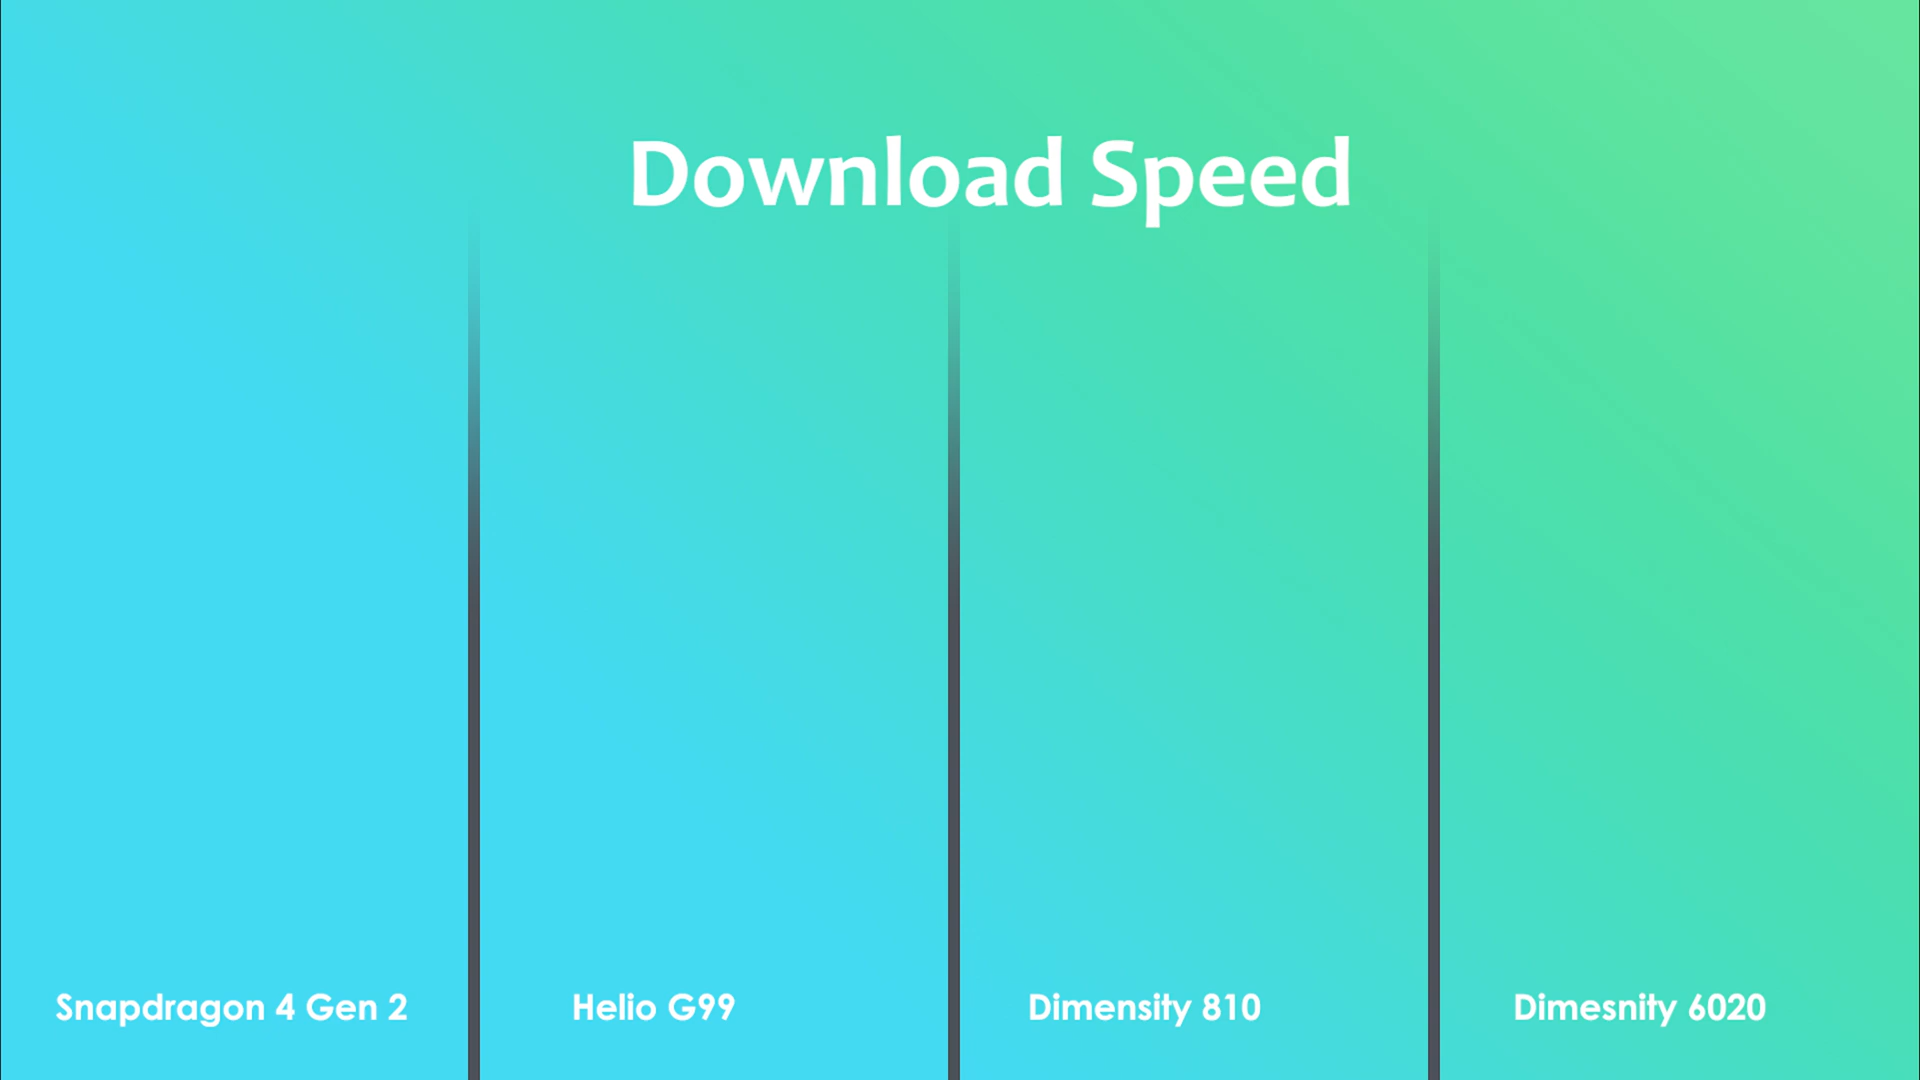 Download Speed
Snapdragon 4 Gen 2
Helio G99
Dimensity 810
Dimesnity 6020